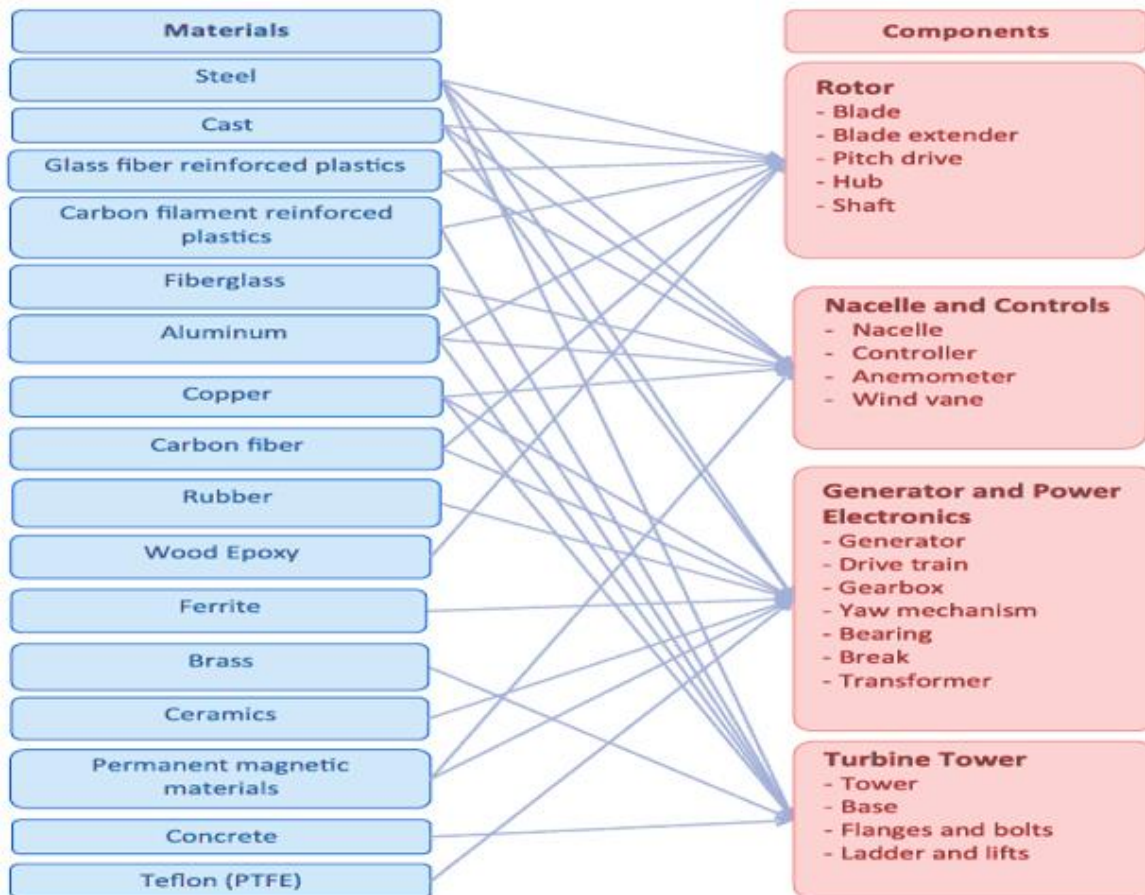 Materials
Steel
Cast
Glass fiber reinforced plastics
Carbon filament reinforced
plastics
Fiberglass
Aluminum
Copper
Carbon fiber
Rubber
Wood Epoxy
Ferrite
Brass
Ceramics
Permanent magnetic
materials
Concrete
Teflon (PTFE)
Components
Rotor
- Blade
- Blade extender
- Pitch drive
- Hub
- Shaft
Nacelle and Controls
- Nacelle
- Controller
- Anemometer
- Wind vane
Generator and Power
Electronics
- Generator
- Drive train
- Gearbox
- Yaw mechanism
- Bearing
- Break
- Transformer
Turbine Tower
- Tower
- Base
- Flanges and bolts
- Ladder and lifts